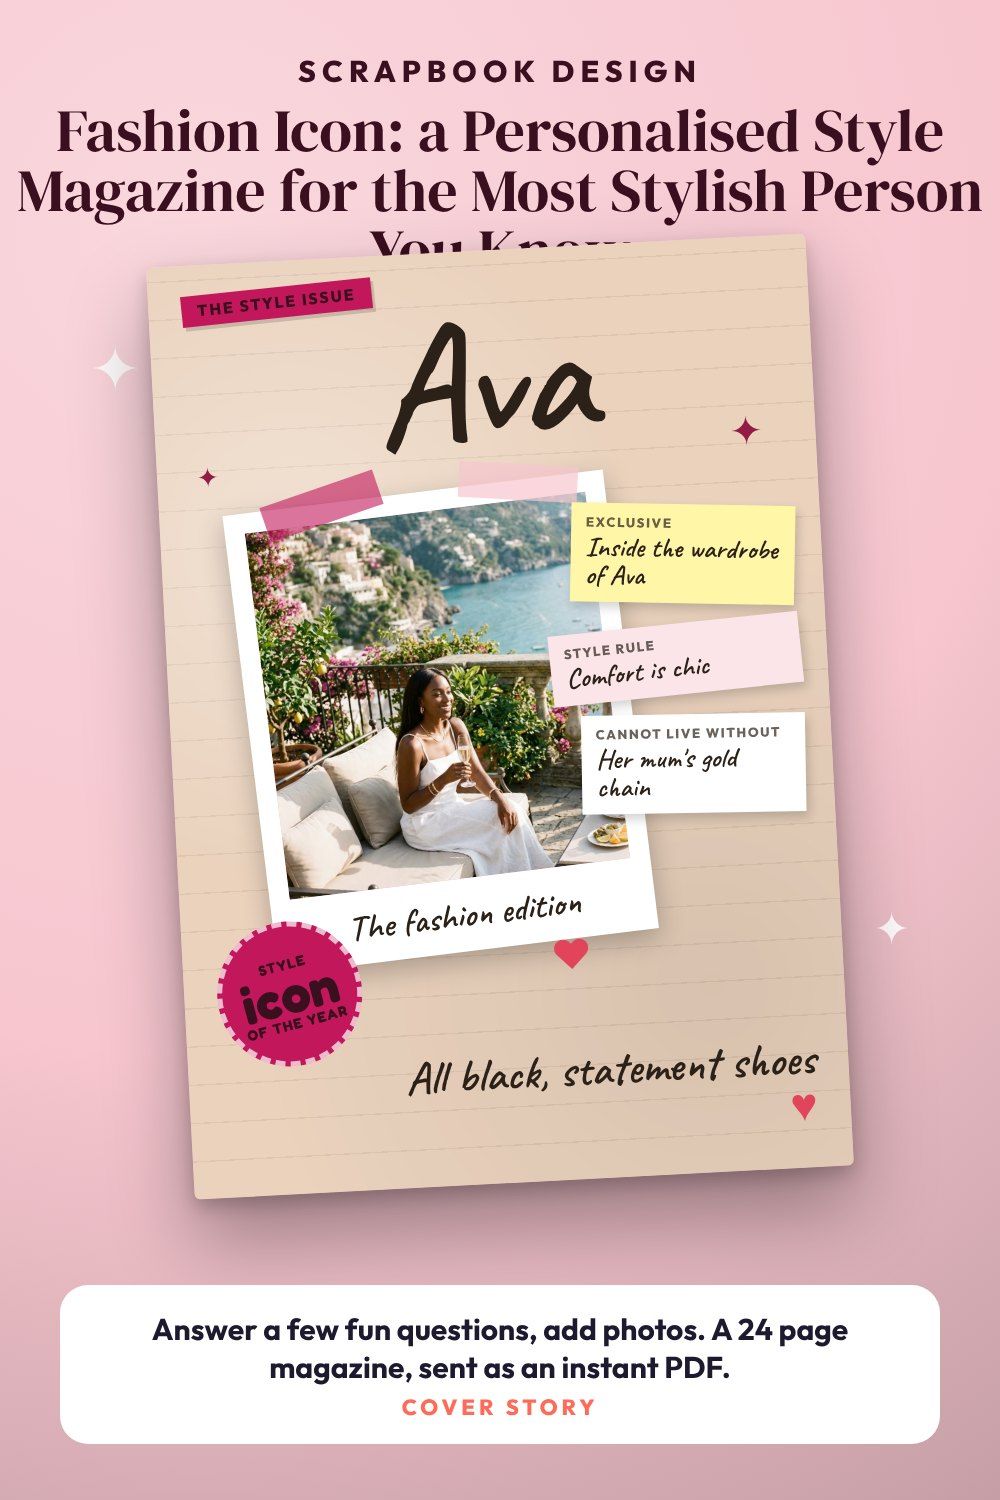 SCRAPBOOK DESIGN
Fashion Icon: a Personalised Style
Magazine for the Most Stylish Person
You Know
THE STYLE ISSUE
Ava
EXCLUSIVE
Inside the wardrobe
of Ava
STYLE RULE
Comfort is chic
CANNOT LIVE WITHOUT
Her mum's gold
chain
The fashion edition
STYLE
icon
OF THE YEAR
All black, statement shoes
Answer a few fun questions, add photos. A 24 page
magazine, sent as an instant PDF.
COVER STORY